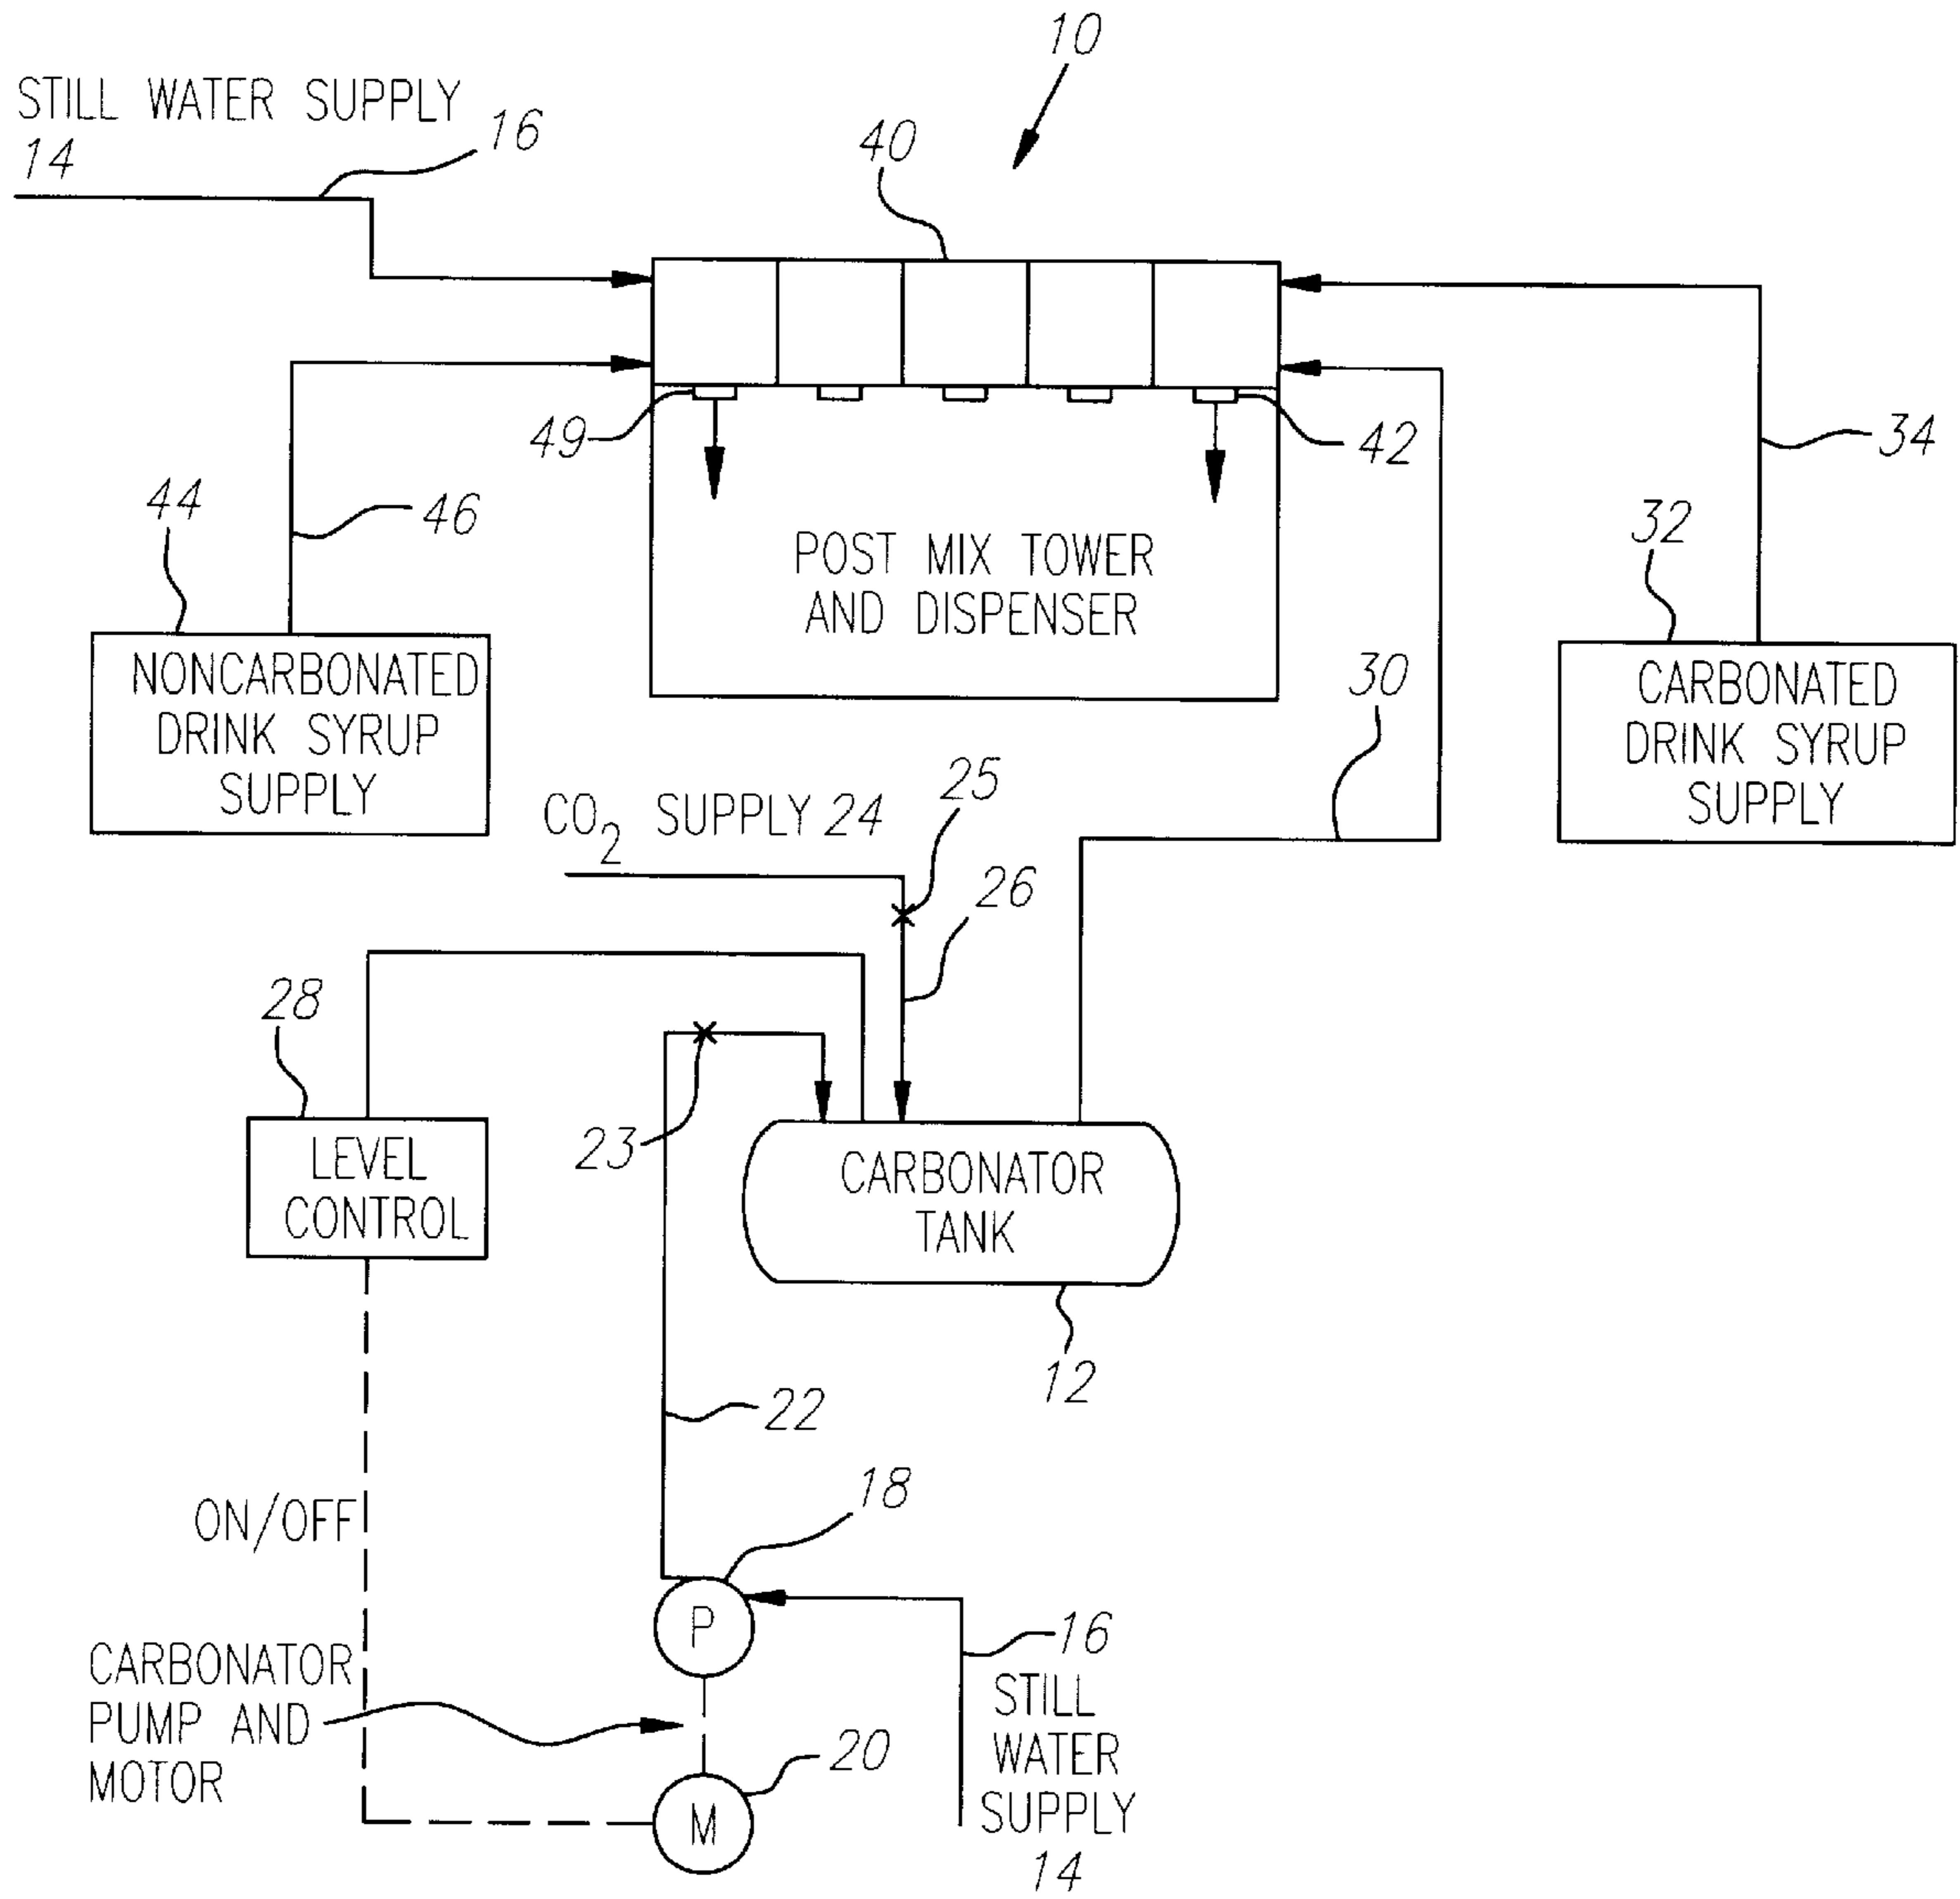 10
STILL WATER SUPPLY
14
16
40
49
42
34
44
46
32
POST MIX TOWER
AND DISPENSER
NONCARBONATED
DRINK SYRUP
SUPPLY
30
CARBONATED
DRINK SYRUP
SUPPLY
CO2 SUPPLY 24
25
26
28
LEVEL
CONTROL
23
CARBONATOR
TANK
12
22
ON/OFF
18
P
16
CARBONATOR
PUMP AND
MOTOR
STILL
WATER
SUPPLY
14
20
M